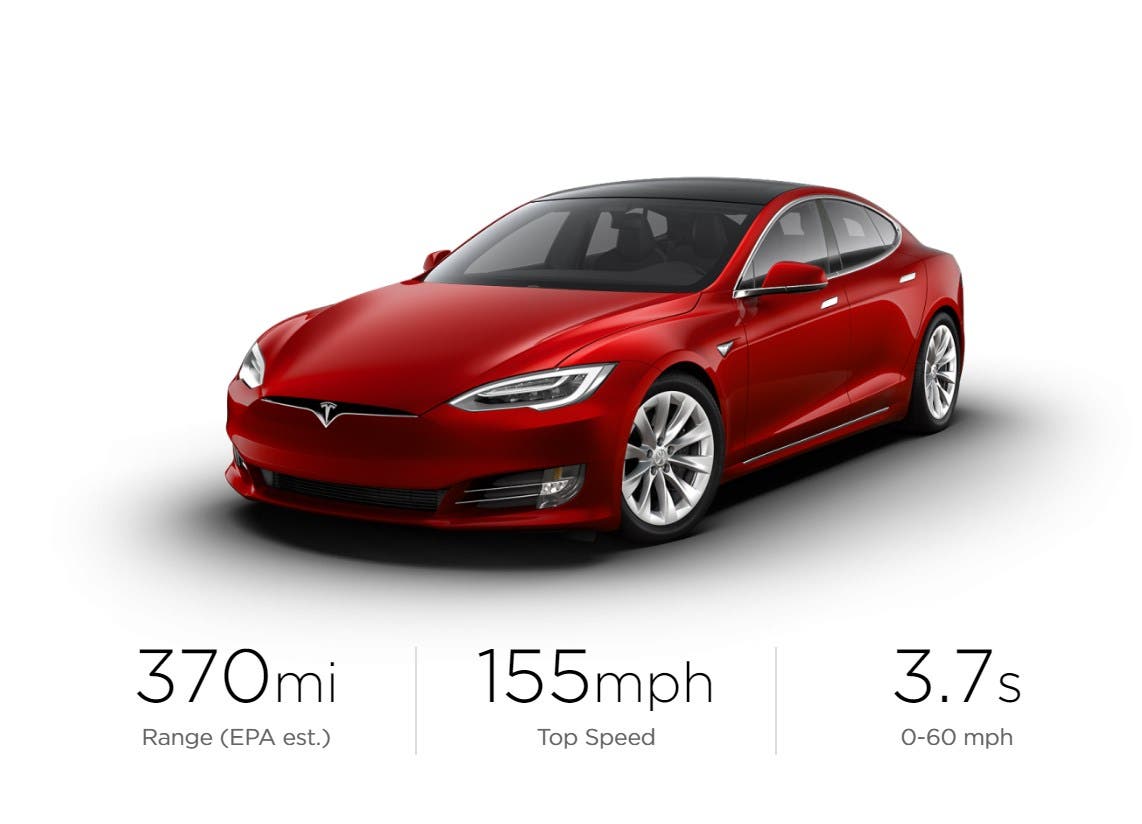 370mi
Range (EPA est.)
155mph
Top Speed
3.7s
0-60 mph